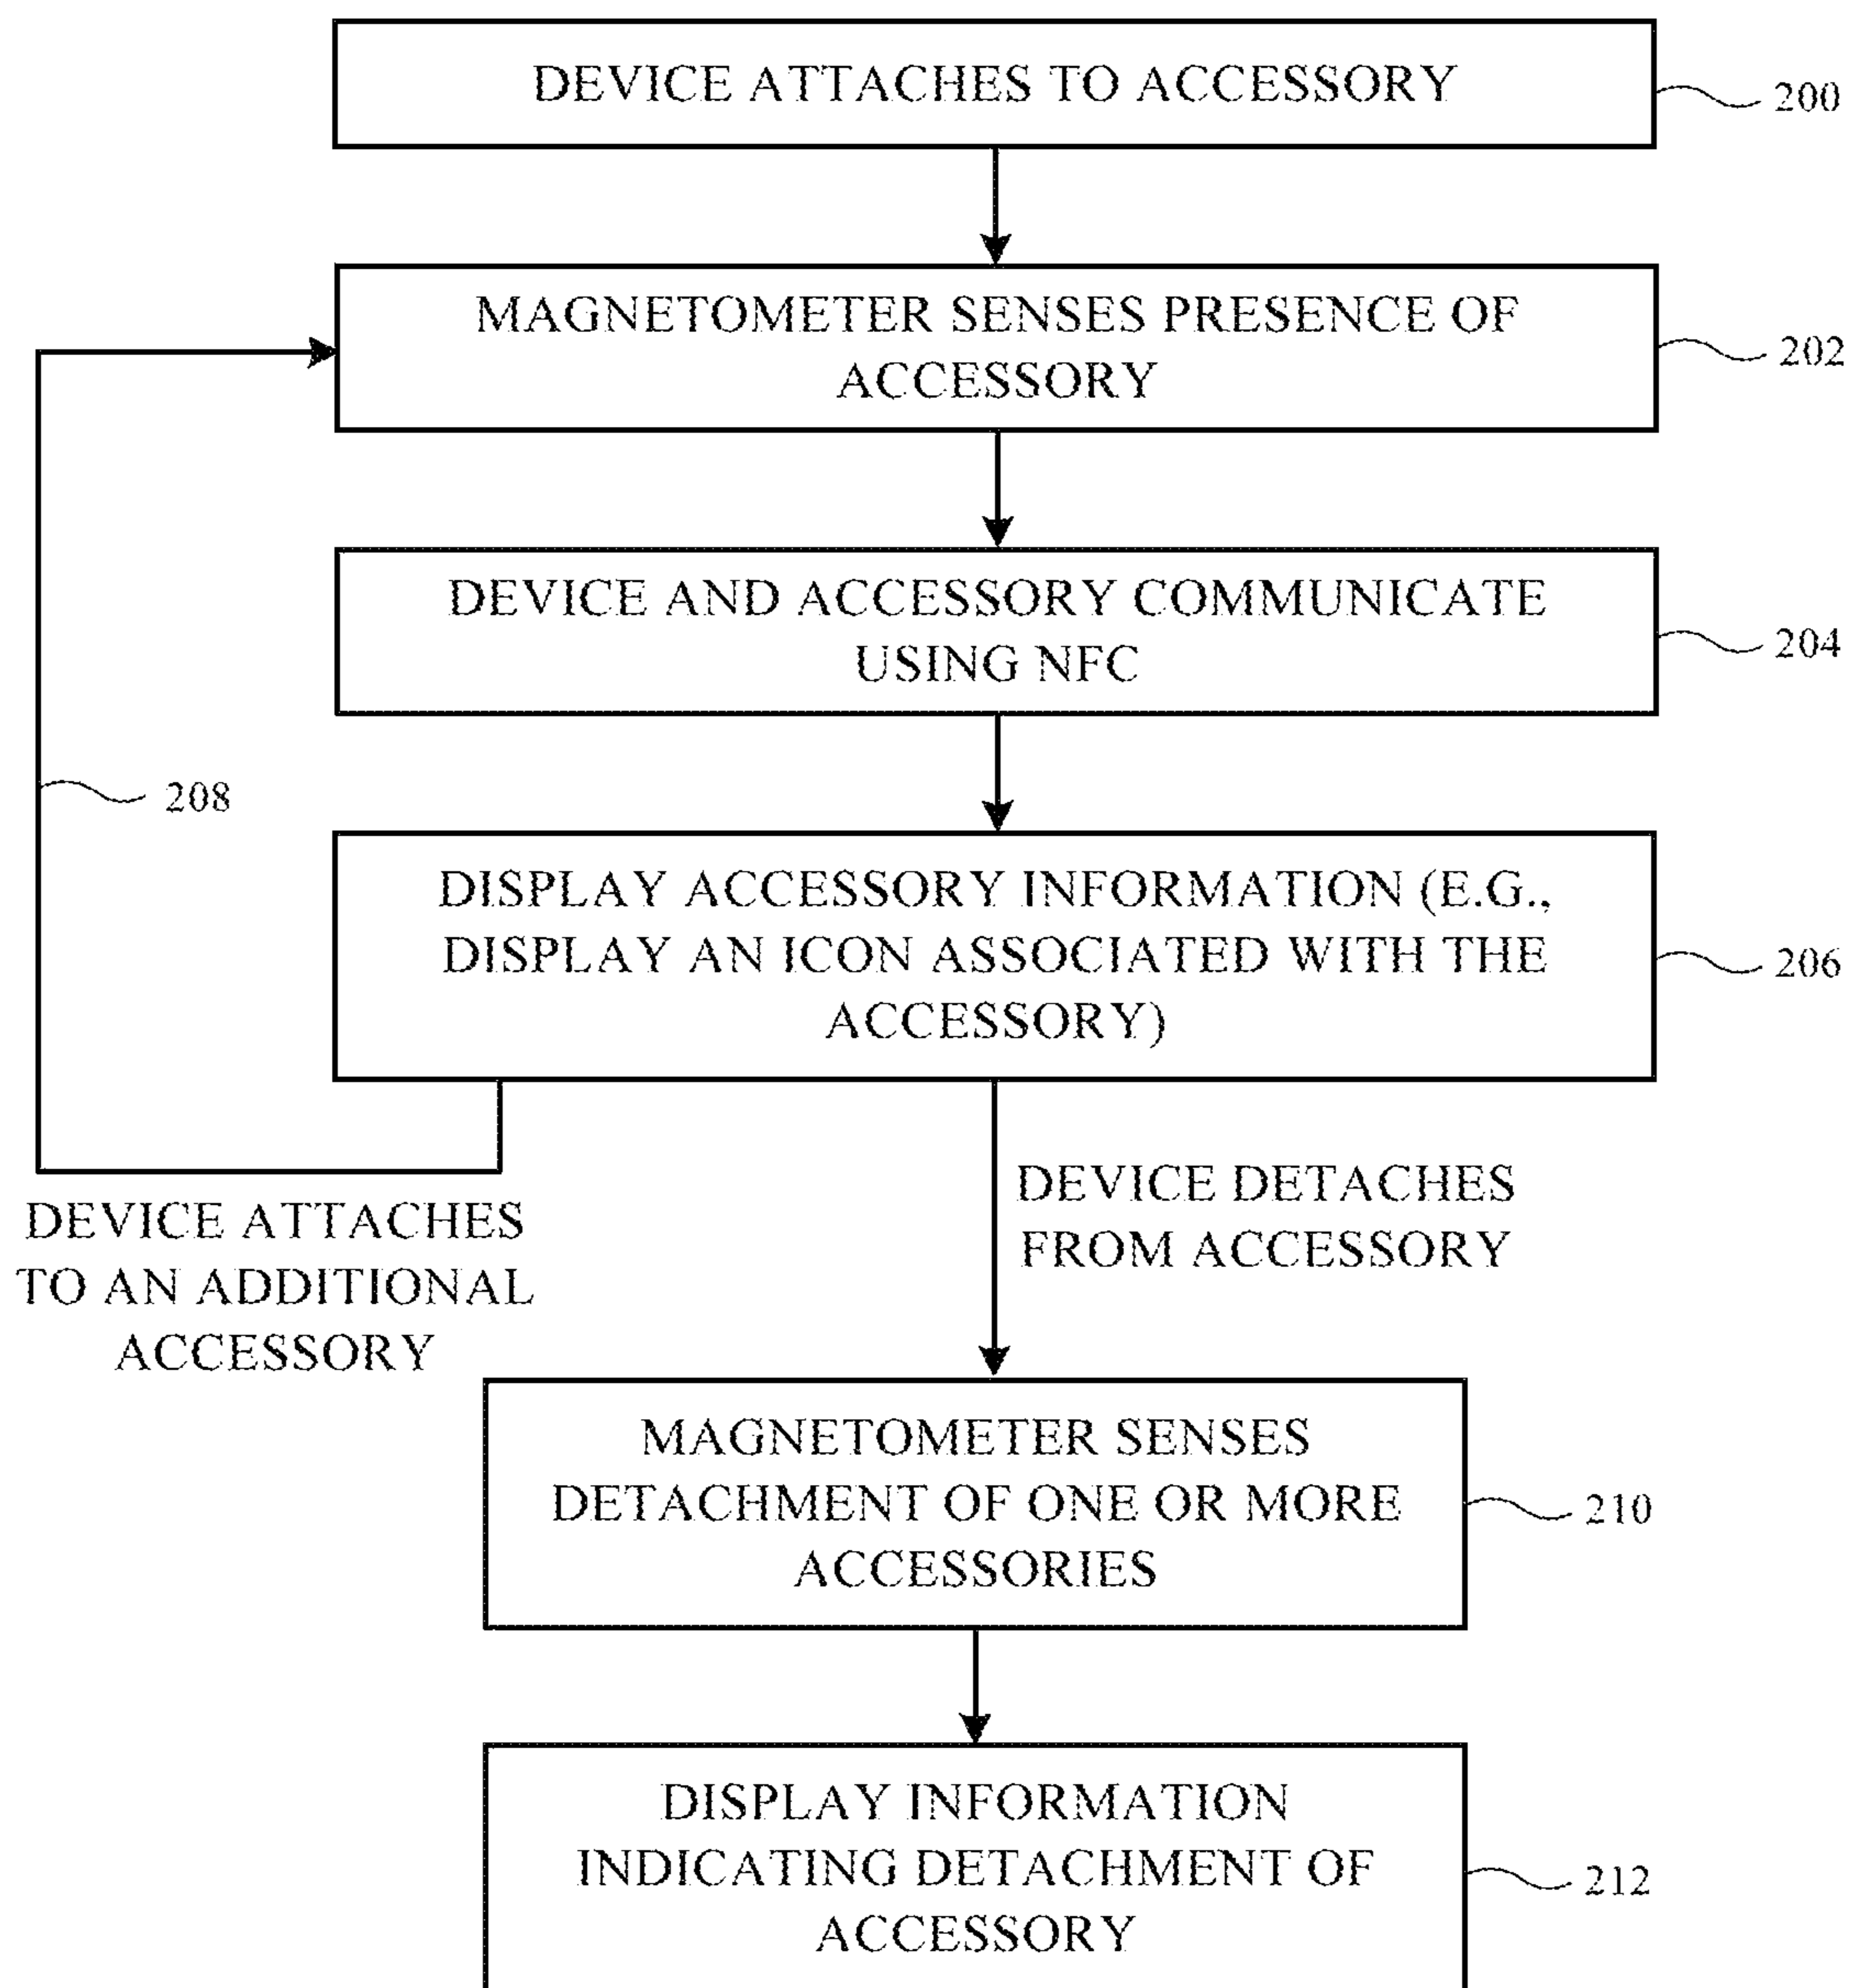 DEVICE ATTACHES TO ACCESSORY
200
MAGNETOMETER SENSES PRESENCE OF
ACCESSORY
202
DEVICE AND ACCESSORY COMMUNICATE
USING NFC
204
208
DISPLAY ACCESSORY INFORMATION (E.G.,
DISPLAY AN ICON ASSOCIATED WITH THE
ACCESSORY)
206
DEVICE ATTACHES
TO AN ADDITIONAL
ACCESSORY
DEVICE DETACHES
FROM ACCESSORY
MAGNETOMETER SENSES
DETACHMENT OF ONE OR MORE
ACCESSORIES
210
DISPLAY INFORMATION
INDICATING DETACHMENT OF
ACCESSORY
212